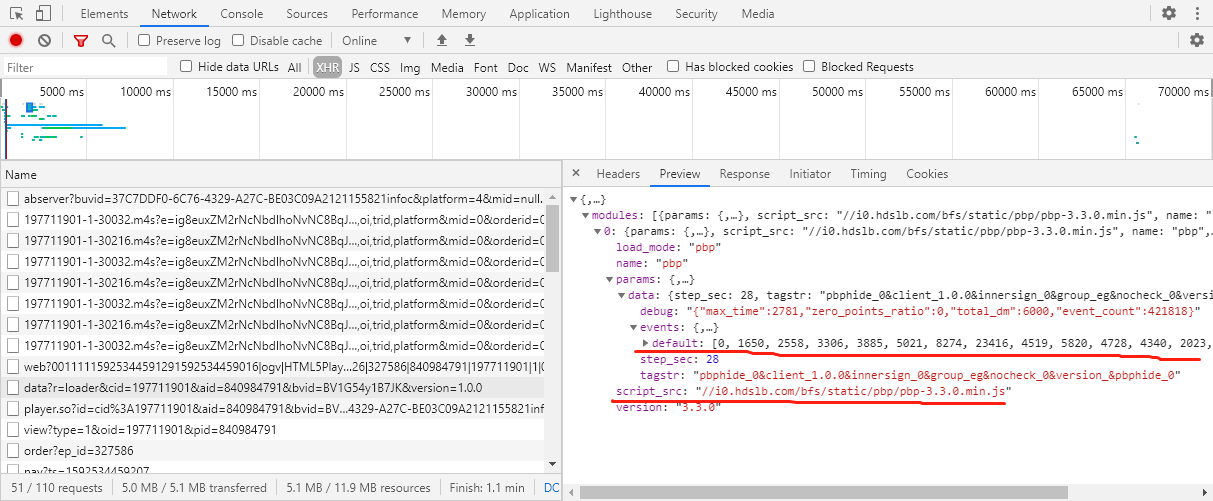 Elements Network Console Sources Performance Memory Application Lighthouse Security Media
Preserve log Disable cache Online
Filter Hide data URLs All XHR JS CSS Img Media Font Doc WS Manifest Other Has blocked cookies Blocked Requests
5000 ms 10000 ms 15000 ms 20000 ms 25000 ms 30000 ms 35000 ms 40000 ms 45000 ms 50000 ms 55000 ms 60000 ms 65000 ms 70000 ms
Name
abserver?buvid=37C7DDF0-6C76-4329-A27C-BE03C09A2121155821infoc&platform=4&mid=null.
197711901-1-30032.m4s?e=ig8euxZM2rNcNbdlhoNvNC8BqJ...,oi,trid,platform&mid=0&orderid=0
197711901-1-30216.m4s?e=ig8euxZM2rNcNbdlhoNvNC8BqJ...,oi,trid,platform&mid=0&orderid=0
197711901-1-30032.m4s?e=ig8euxZM2rNcNbdlhoNvNC8BqJ...,oi,trid,platform&mid=0&orderid=0
197711901-1-30216.m4s?e=ig8euxZM2rNcNbdlhoNvNC8BqJ...,oi,trid,platform&mid=0&orderid=0
197711901-1-30032.m4s?e=ig8euxZM2rNcNbdlhoNvNC8BqJ...,oi,trid,platform&mid=0&orderid=0
197711901-1-30032.m4s?e=ig8euxZM2rNcNbdlhoNvNC8BqJ...,oi,trid,platform&mid=0&orderid=0
197711901-1-30216.m4s?e=ig8euxZM2rNcNbdlhoNvNC8BqJ...,oi,trid,platform&mid=0&orderid=0
web?0011111592534459129159253445901​6|ogv|HTML5Play...26|327586|840984791|197711901|1|0
data?r=loader&cid=197711901&aid=840984791&bvid=BV1G54y1B7JK&version=1.0.0
player.so?id=cid%3A197711901&aid=840984791&bvid=BV...4329-A27C-BE03C09A2121155821inf
view?type=1&oid=197711901&pid=840984791
order?ep_id=327586
nav?ts=1592534459207
51 / 110 requests 5.0 MB / 5.1 MB transferred 5.1 MB / 11.9 MB resources Finish: 1.1 min DC
× Headers Preview Response Initiator Timing Cookies
{,…}
modules: [{params: {,…}, script_src: "//i0.hdslb.com/bfs/static/pbp/pbp-3.3.0.min.js", name: "
0: {params: {,…}, script_src: "//i0.hdslb.com/bfs/static/pbp/pbp-3.3.0.min.js", name: "pbp",…
load_mode: "pbp"
name: "pbp"
params: {,…}
data: {step_sec: 28, tagstr: "pbphide_0&client_1.0.0&innersign_0&group_eg&nocheck_0&versi
debug: "{"max_time":2781,"zero_points_ratio":0,"total_dm":6000,"event_count":421818}"
events: {,…}
default: [0, 1650, 2558, 3306, 3885, 5021, 8274, 23416, 4519, 5820, 4728, 4340, 2023,
step_sec: 28
tagstr: "pbphide_0&client_1.0.0&innersign_0&group_eg&nocheck_0&version_&pbphide_0"
script_src: "//i0.hdslb.com/bfs/static/pbp/pbp-3.3.0.min.js"
version: "3.3.0"